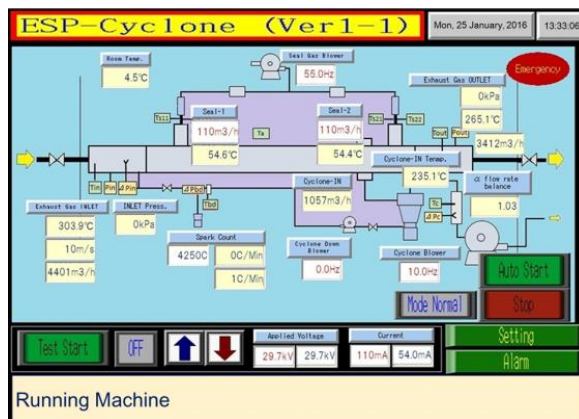 ESP-Cyclone (Ver1-1)
Mon, 25 January, 2016
13:33:06
Room Temp.
4.5℃
Seal Gas Blower
55.0Hz
Exhaust Gas OUTLET
0kPa
265.1℃
3412m3/h
Emergency
Ts11
Seal-1
110m3/h
54.6℃
Ta
Seal-2
110m3/h
54.4℃
Ts21
Ts22
Tout
Pout
Cyclone-IN Temp.
235.1℃
α flow rate
balance
1.03
Tin
Pin
⊿Pin
⊿Pbd
Tbd
Cyclone-IN
1057m3/h
Tc
⊿Pc
Exhaust Gas INLET
303.9℃
10m/s
4401m3/h
INLET Press.
0kPa
Spark Count
4250C
0C/Min
1C/Min
Cyclone Down
Blower
0.0Hz
Cyclone Blower
10.0Hz
Auto Start
Mode Normal
Stop
Test Start
OFF
Applied Voltage
29.7kV
29.7kV
Current
110mA
54.0mA
Setting
Alarm
Running Machine